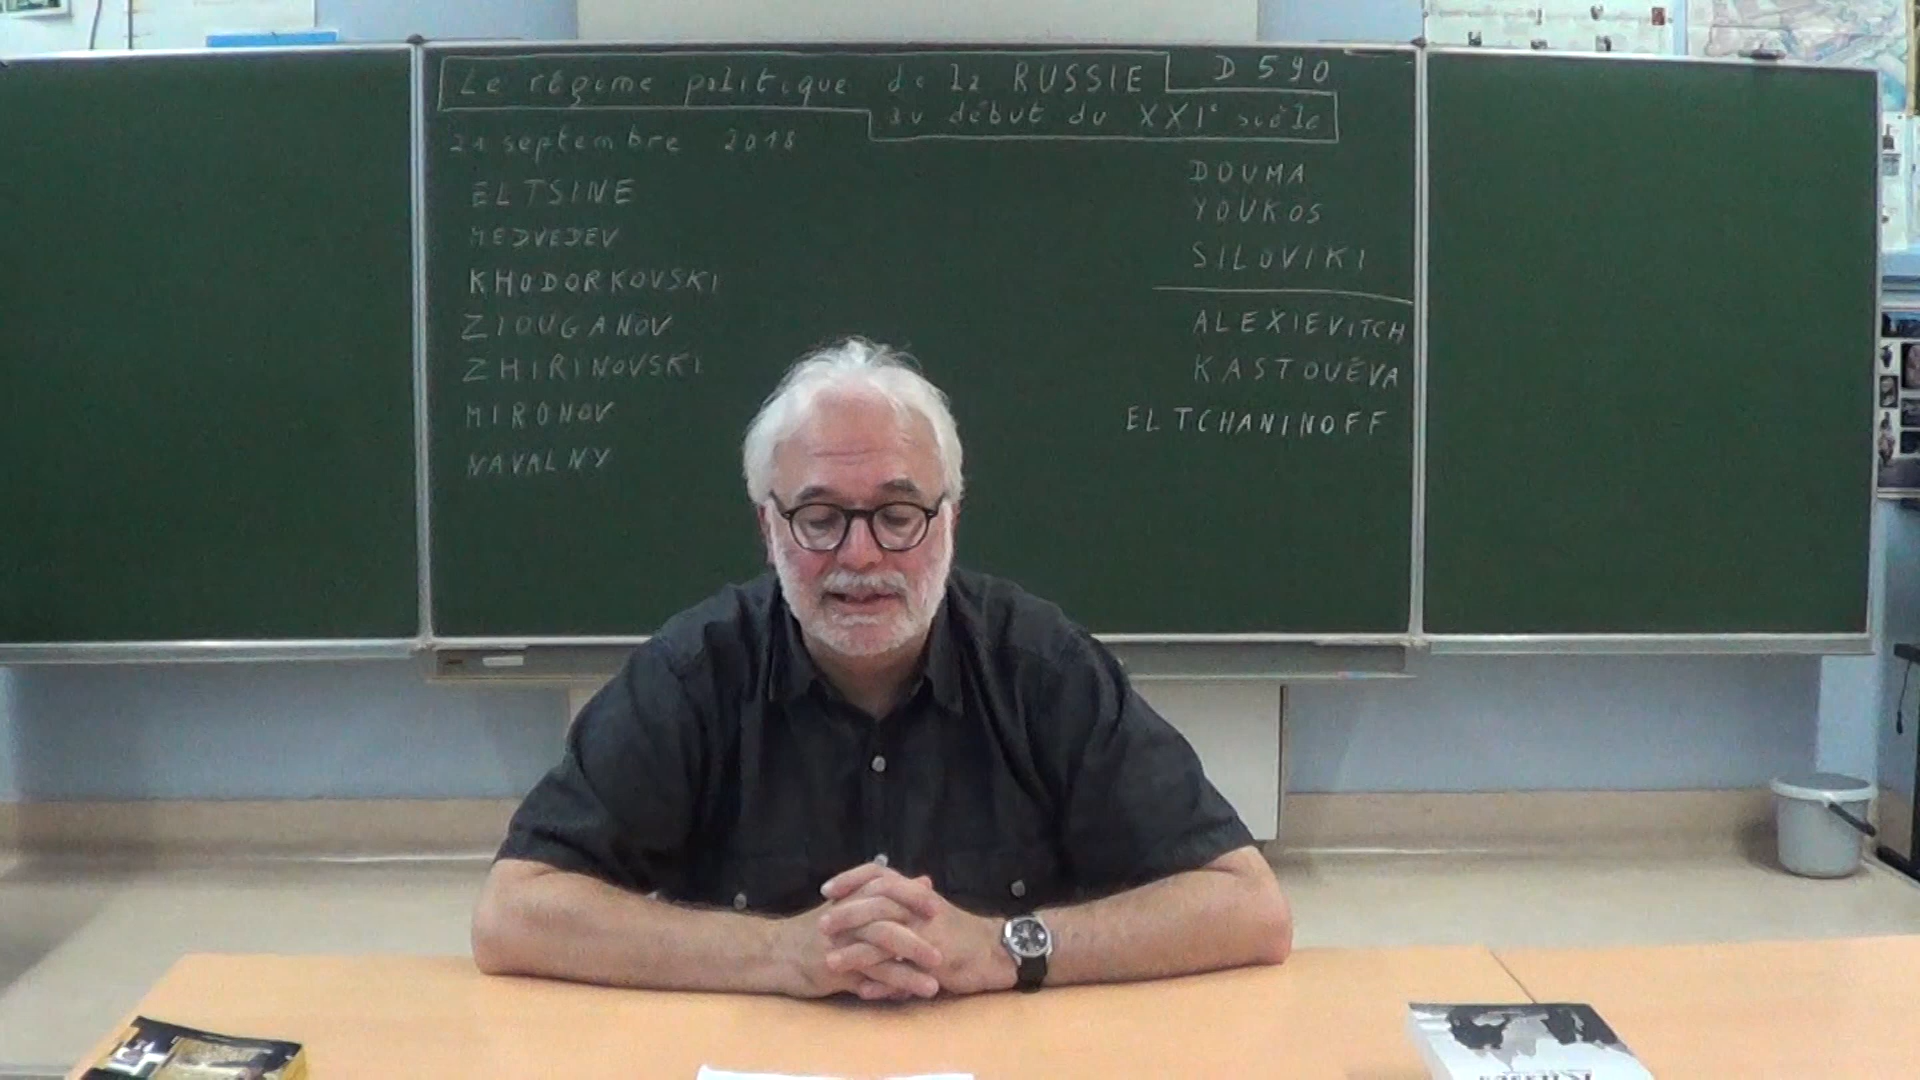 Le régime politique de la RUSSIE
au début du XXI° siècle
D 590
21 septembre 2018
ELTSINE
MEDVEDEV
KHODORKOVSKI
ZIOUGANOV
ZHIRINOVSKI
MIRONOV
NAVALNY
DOUMA
YOUKOS
SILOVIKI
ALEXIEVITCH
KASTOUÉVA
ELTCHANINOFF